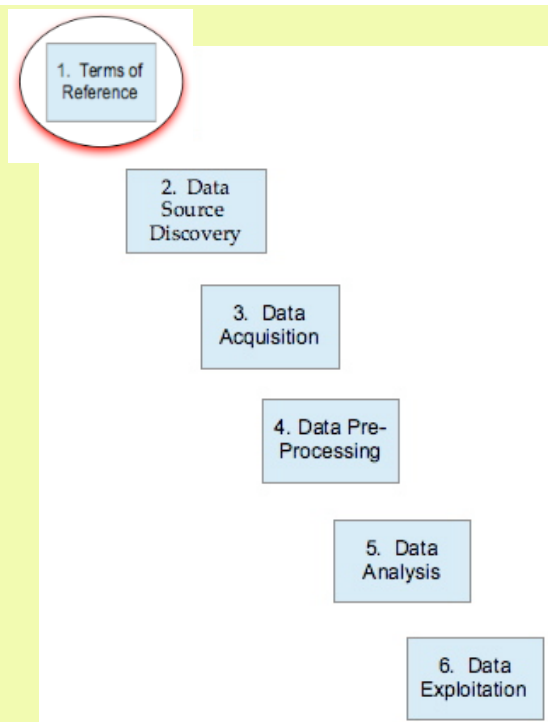 1. Terms of
Reference
2. Data
Source
Discovery
3. Data
Acquisition
4. Data Pre-
Processing
5. Data
Analysis
6. Data
Exploitation